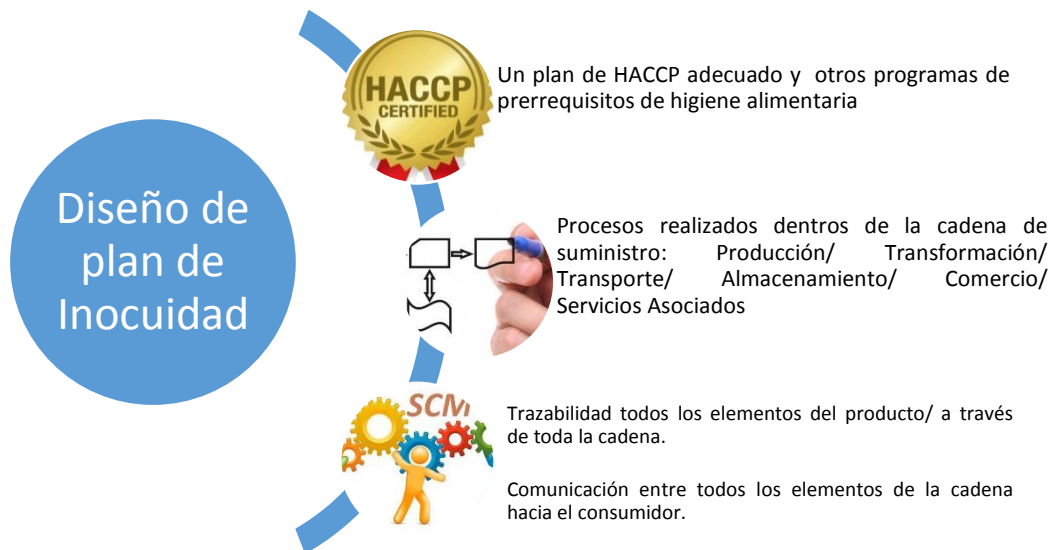 HACCP
CERTIFIED
Un plan de HACCP adecuado y otros programas de
prerrequisitos de higiene alimentaria
Diseño de
plan de
Inocuidad
Procesos realizados dentros de la cadena de
suministro: Producción/ Transformación/
Transporte/ Almacenamiento/ Comercio/
Servicios Asociados
SCM
Trazabilidad todos los elementos del producto/ a través
de toda la cadena.
Comunicación entre todos los elementos de la cadena
hacia el consumidor.